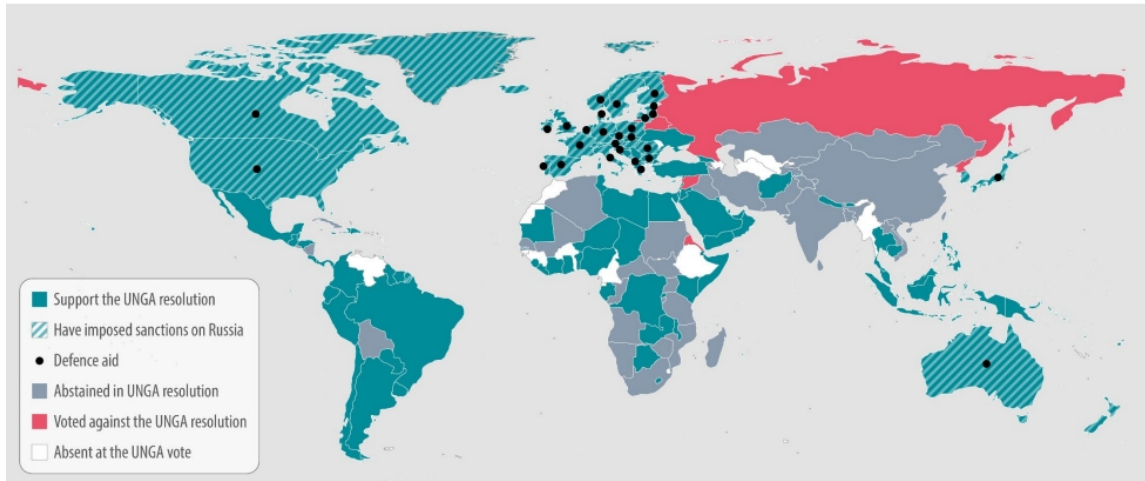 Support the UNGA resolution
Have imposed sanctions on Russia
Defence aid
Abstained in UNGA resolution
Voted against the UNGA resolution
Absent at the UNGA vote